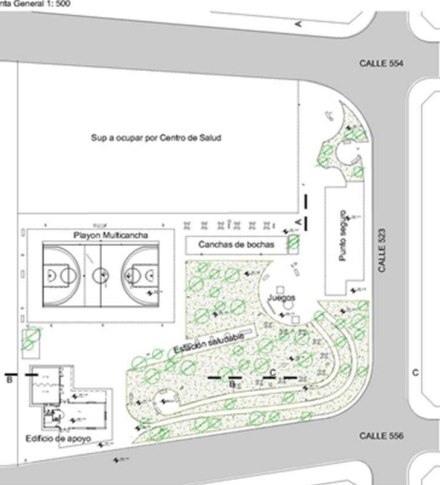 nta General 1: 500
A
CALLE 554
Sup a ocupar por Centro de Salud
Playon Multicancha
Canchas de bochas
A
Punto seguro
CALLE 523
Juegos
Estación saludable
B
B
C
C
Edificio de apoyo
CALLE 556